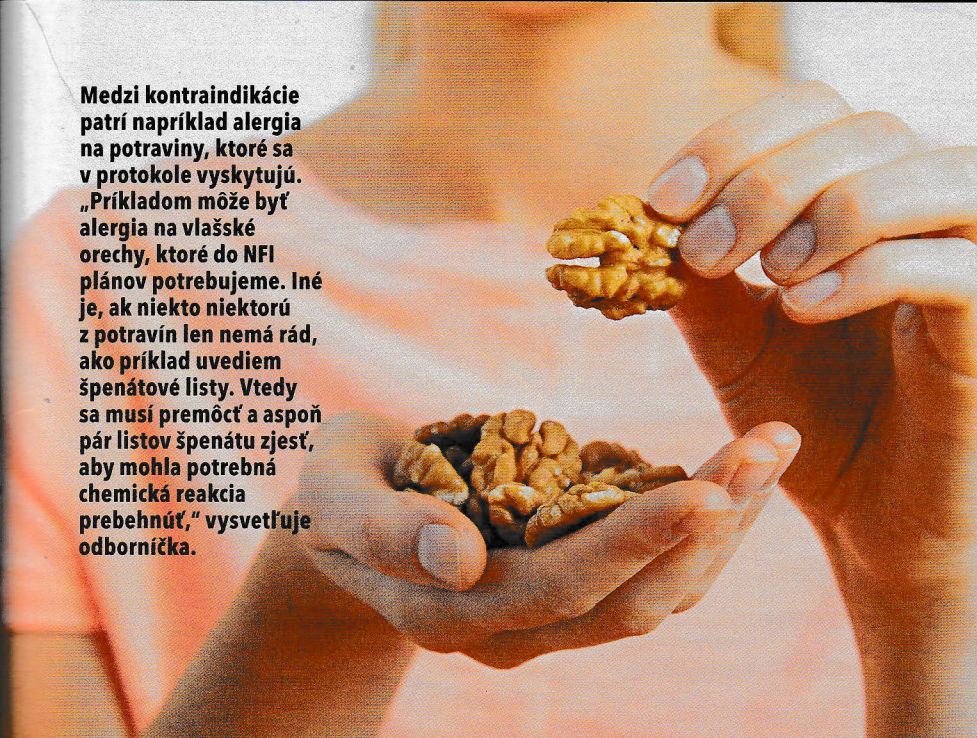 Medzi kontraindikácie
patrí napríklad alergia
na potraviny, ktoré sa
v protokole vyskytujú.
„Príkladom môže byť
alergia na vlašské
orechy, ktoré do NFI
plánov potrebujeme. Iné
je, ak niekto niektorú
z potravín len nemá rád,
ako príklad uvediem
špenátové listy. Vtedy
sa musí premôcť a aspoň
pár listov špenátu zjesť,
aby mohla potrebná
chemická reakcia
prebehnúť,“ vysvetľuje
odborníčka.